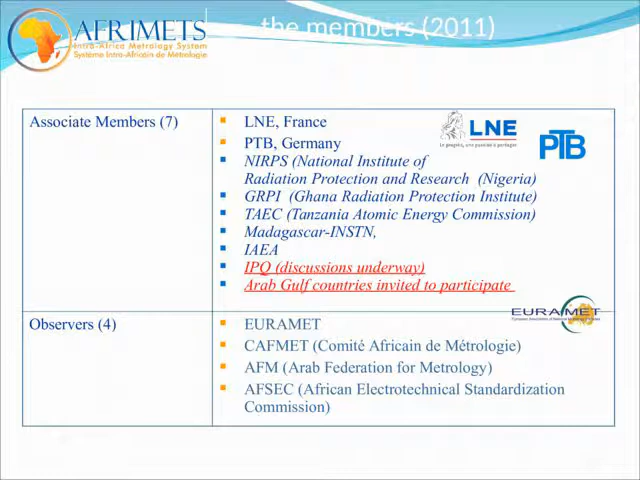 AFRIMETS
Intra-Africa Metrology System
Système Intra-Africain de Métrologie
the members (2011)
Associate Members (7)
LNE, France
PTB, Germany
NIRPS (National Institute of
Radiation Protection and Research (Nigeria)
GRPI (Ghana Radiation Protection Institute)
TAEC (Tanzania Atomic Energy Commission)
Madagascar-INSTN,
IAEA
IPQ (discussions underway)
Arab Gulf countries invited to participate
LNE
Le progrès, une passion à partager
PTB
Observers (4)
EURAMET
CAFMET (Comité Africain de Métrologie)
AFM (Arab Federation for Metrology)
AFSEC (African Electrotechnical Standardization
Commission)
EURAMET